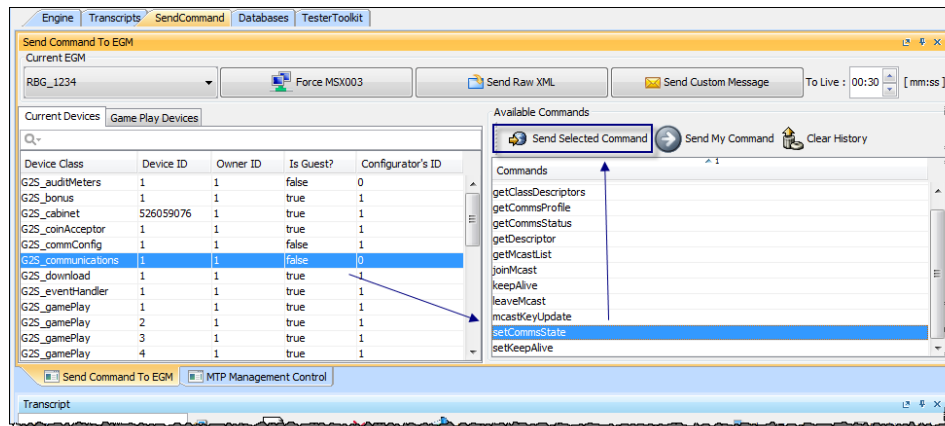 Engine Transcripts SendCommand Databases TesterToolkit
Send Command To EGM
Current EGM
RBG_1234 Force MSX003 Send Raw XML Send Custom Message To Live : 00:30 [ mm:ss ]
Current Devices Game Play Devices
Available Commands
Send Selected Command Send My Command Clear History
Device Class Device ID Owner ID Is Guest? Configurator's ID
Commands 1
G2S_auditMeters 1 1 false 0
G2S_bonus 1 1 true 1
G2S_cabinet 526059076 1 true 1
G2S_coinAcceptor 1 1 true 1
G2S_commConfig 1 1 false 1
G2S_communications 1 1 false 0
G2S_download 1 1 true 1
G2S_eventHandler 1 1 true 1
G2S_gamePlay 1 1 true 1
G2S_gamePlay 2 1 true 1
G2S_gamePlay 3 1 true 1
G2S_gamePlay 4 1 true 1
getClassDescriptors
getCommsProfile
getCommsStatus
getDescriptor
getMcastList
joinMcast
keepAlive
leaveMcast
mcastKeyUpdate
setCommsState
setKeepAlive
Send Command To EGM MTP Management Control
Transcript